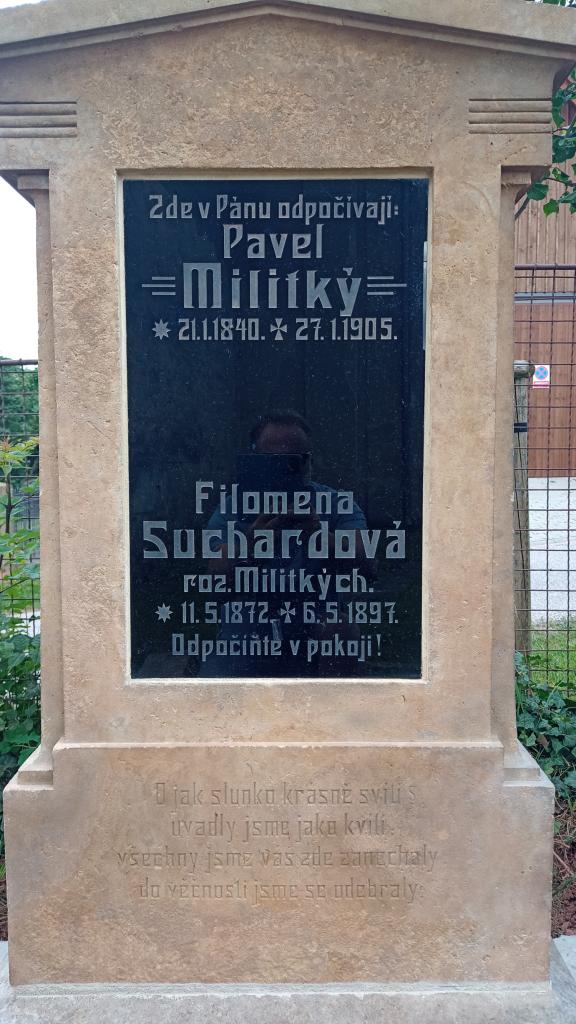 Zde v Pánu odpočívají:
Pavel
Militký
* 21.1.1840. ✠ 27.1.1905.
Filomena
Suchardová
roz. Militkých.
* 11.5.1872. ✠ 6.5.1897.
Odpočiňte v pokoji!
O jak slunko krásně svítí
uvadly jsme jako kvítí.
všechny jsme Vás zde zanechaly
do věčnosti jsme se odebraly.